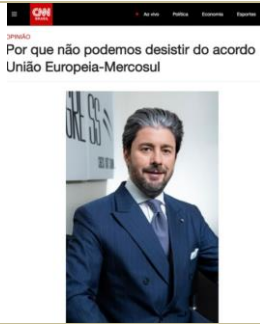 CNN
BRASIL
Ao vivo Política Economia Esportes
OPINIÃO
Por que não podemos desistir do acordo
União Europeia-Mercosul